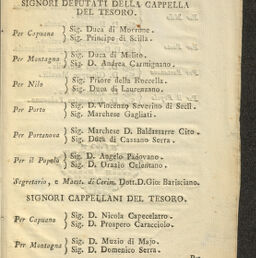 SIGNORI DEPUTATI DELLA CAPPELLA
DEL TESORO.
Per Capuana } Sig. Duca di Morrone.
Sig. Principe di Scilla.
Per Montagna } Sig. Duca di Mileto.
Sig. D. Andrea Carmignano.
Per Nilo } Sig. Priore della Roccella.
Sig. Duca di Laurenzano.
Per Porto } Sig. D. Vincenzo Severino di Secli.
Sig. Marchese Gagliati.
Per Portanova } Sig. Marchese D. Baldassarre Cito.
Sig. Duca di Cassano Serra.
Per il Popolo } Sig. D. Angelo Padovano.
Sig. D. Orazio Celentano.
Segretario, e Maest. di Cerim. Dott. D. Gio: Barisciano.
SIGNORI CAPPELLANI DEL TESORO.
Per Capuano } Sig. D. Nicola Capecelatro.
Sig. D. Prospero Caracciolo.
Per Montagna } Sig. D. Muzio di Majo.
Sig. D. Domenico Serra.